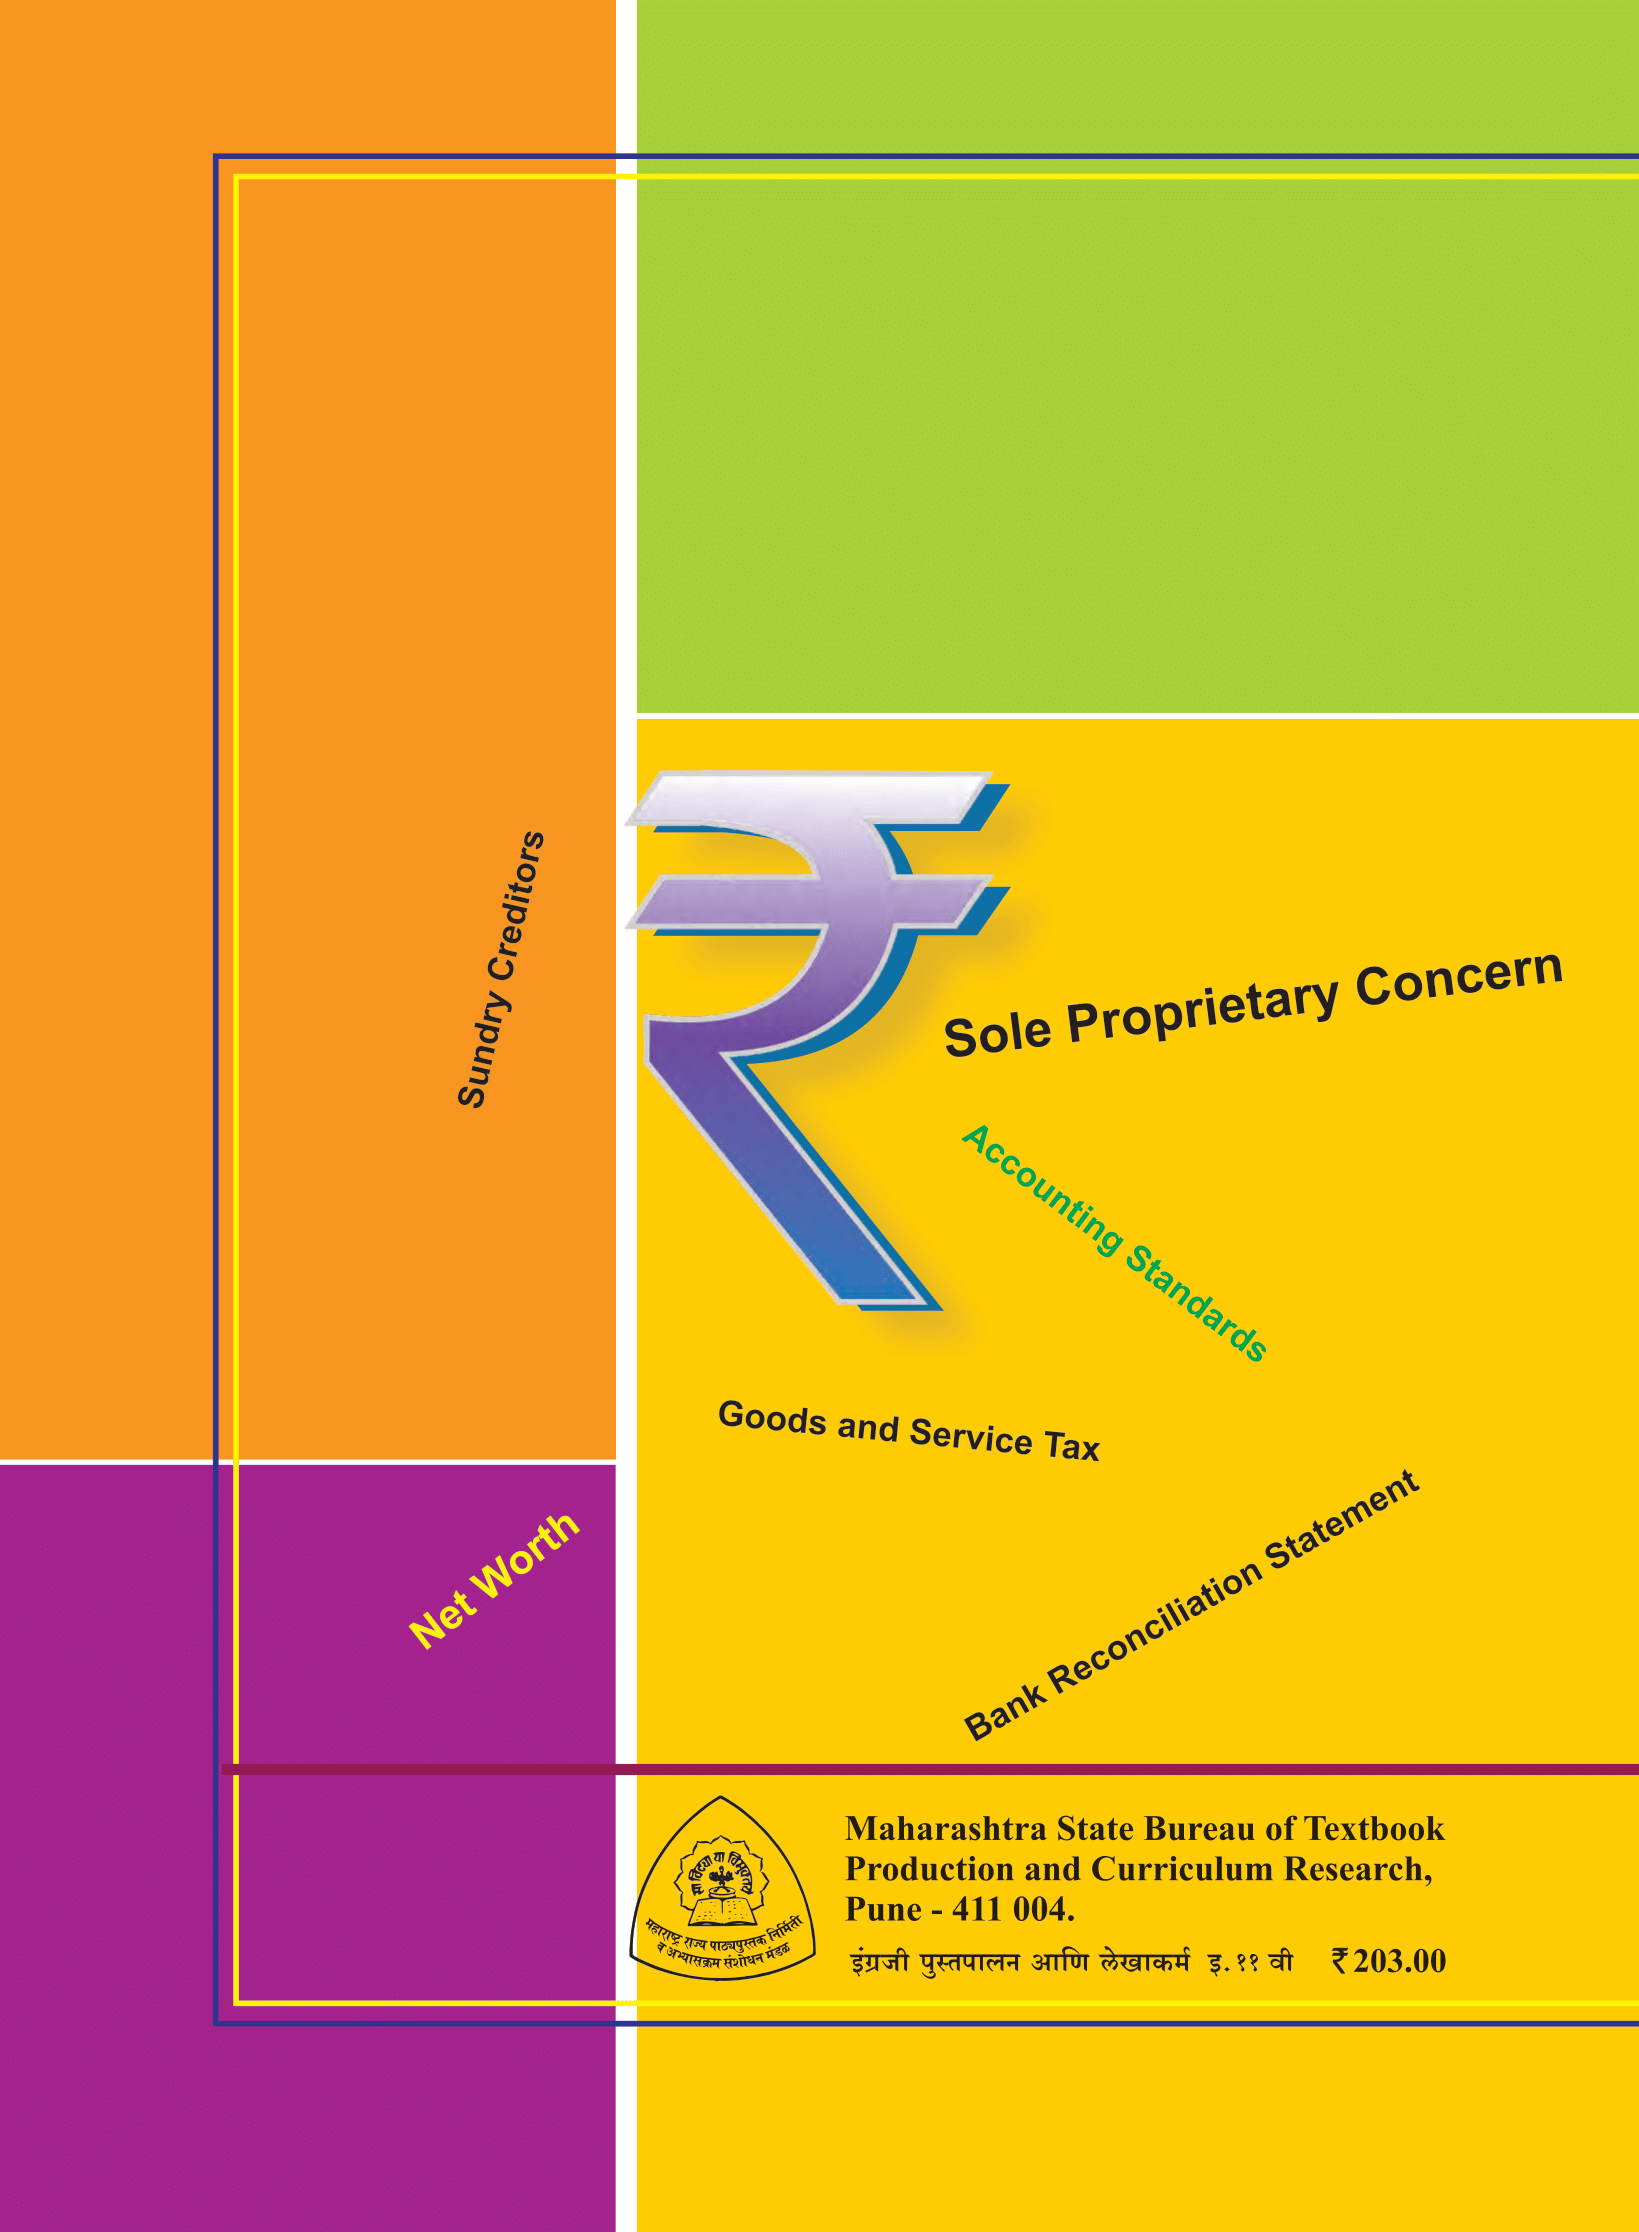 Sundry Creditors
Sole Proprietary Concern
Accounting Standards
Goods and Service Tax
Net Worth
Bank Reconciliation Statement
या विद्या या विमुक्तये
महाराष्ट्र राज्य पाठ्यपुस्तक निर्मिती
व अभ्यासक्रम संशोधन मंडळ
Maharashtra State Bureau of Textbook
Production and Curriculum Research,
Pune - 411 004.
इंग्रजी पुस्तपालन आणि लेखाकर्म इ. ११ वी ₹ 203.00